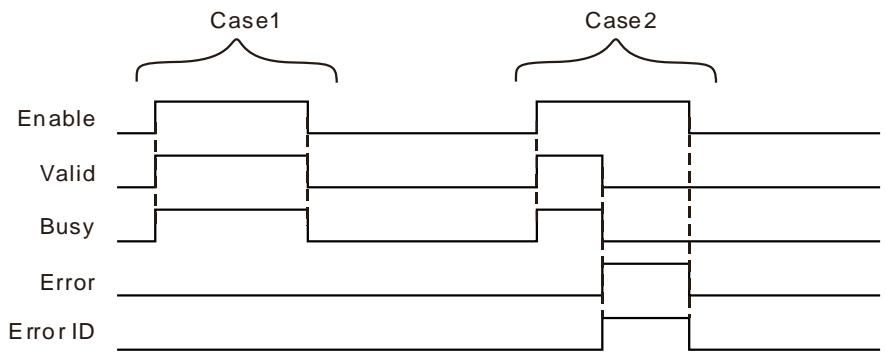 Case1
Case2
Enable
Valid
Busy
Error
Error ID